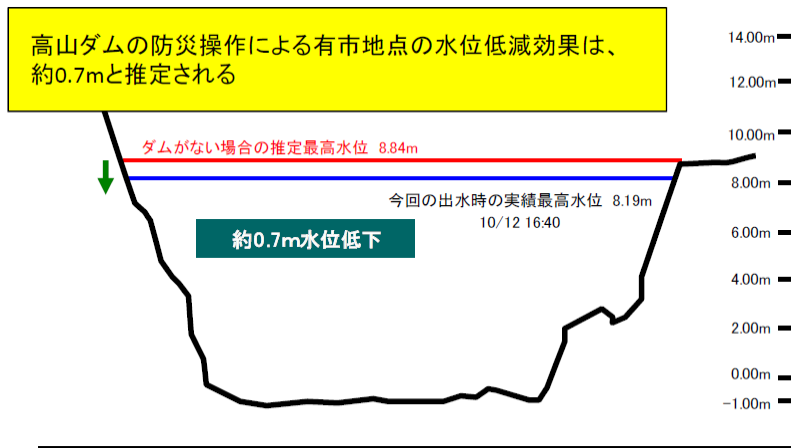 高山ダムの防災操作による有市地点の水位低減効果は、
約0.7mと推定される
14.00m
12.00m
10.00m
ダムがない場合の推定最高水位 8.84m
8.00m
今回の出水時の実績最高水位 8.19m
10/12 16:40
約0.7m水位低下
6.00m
4.00m
2.00m
0.00m
-1.00m